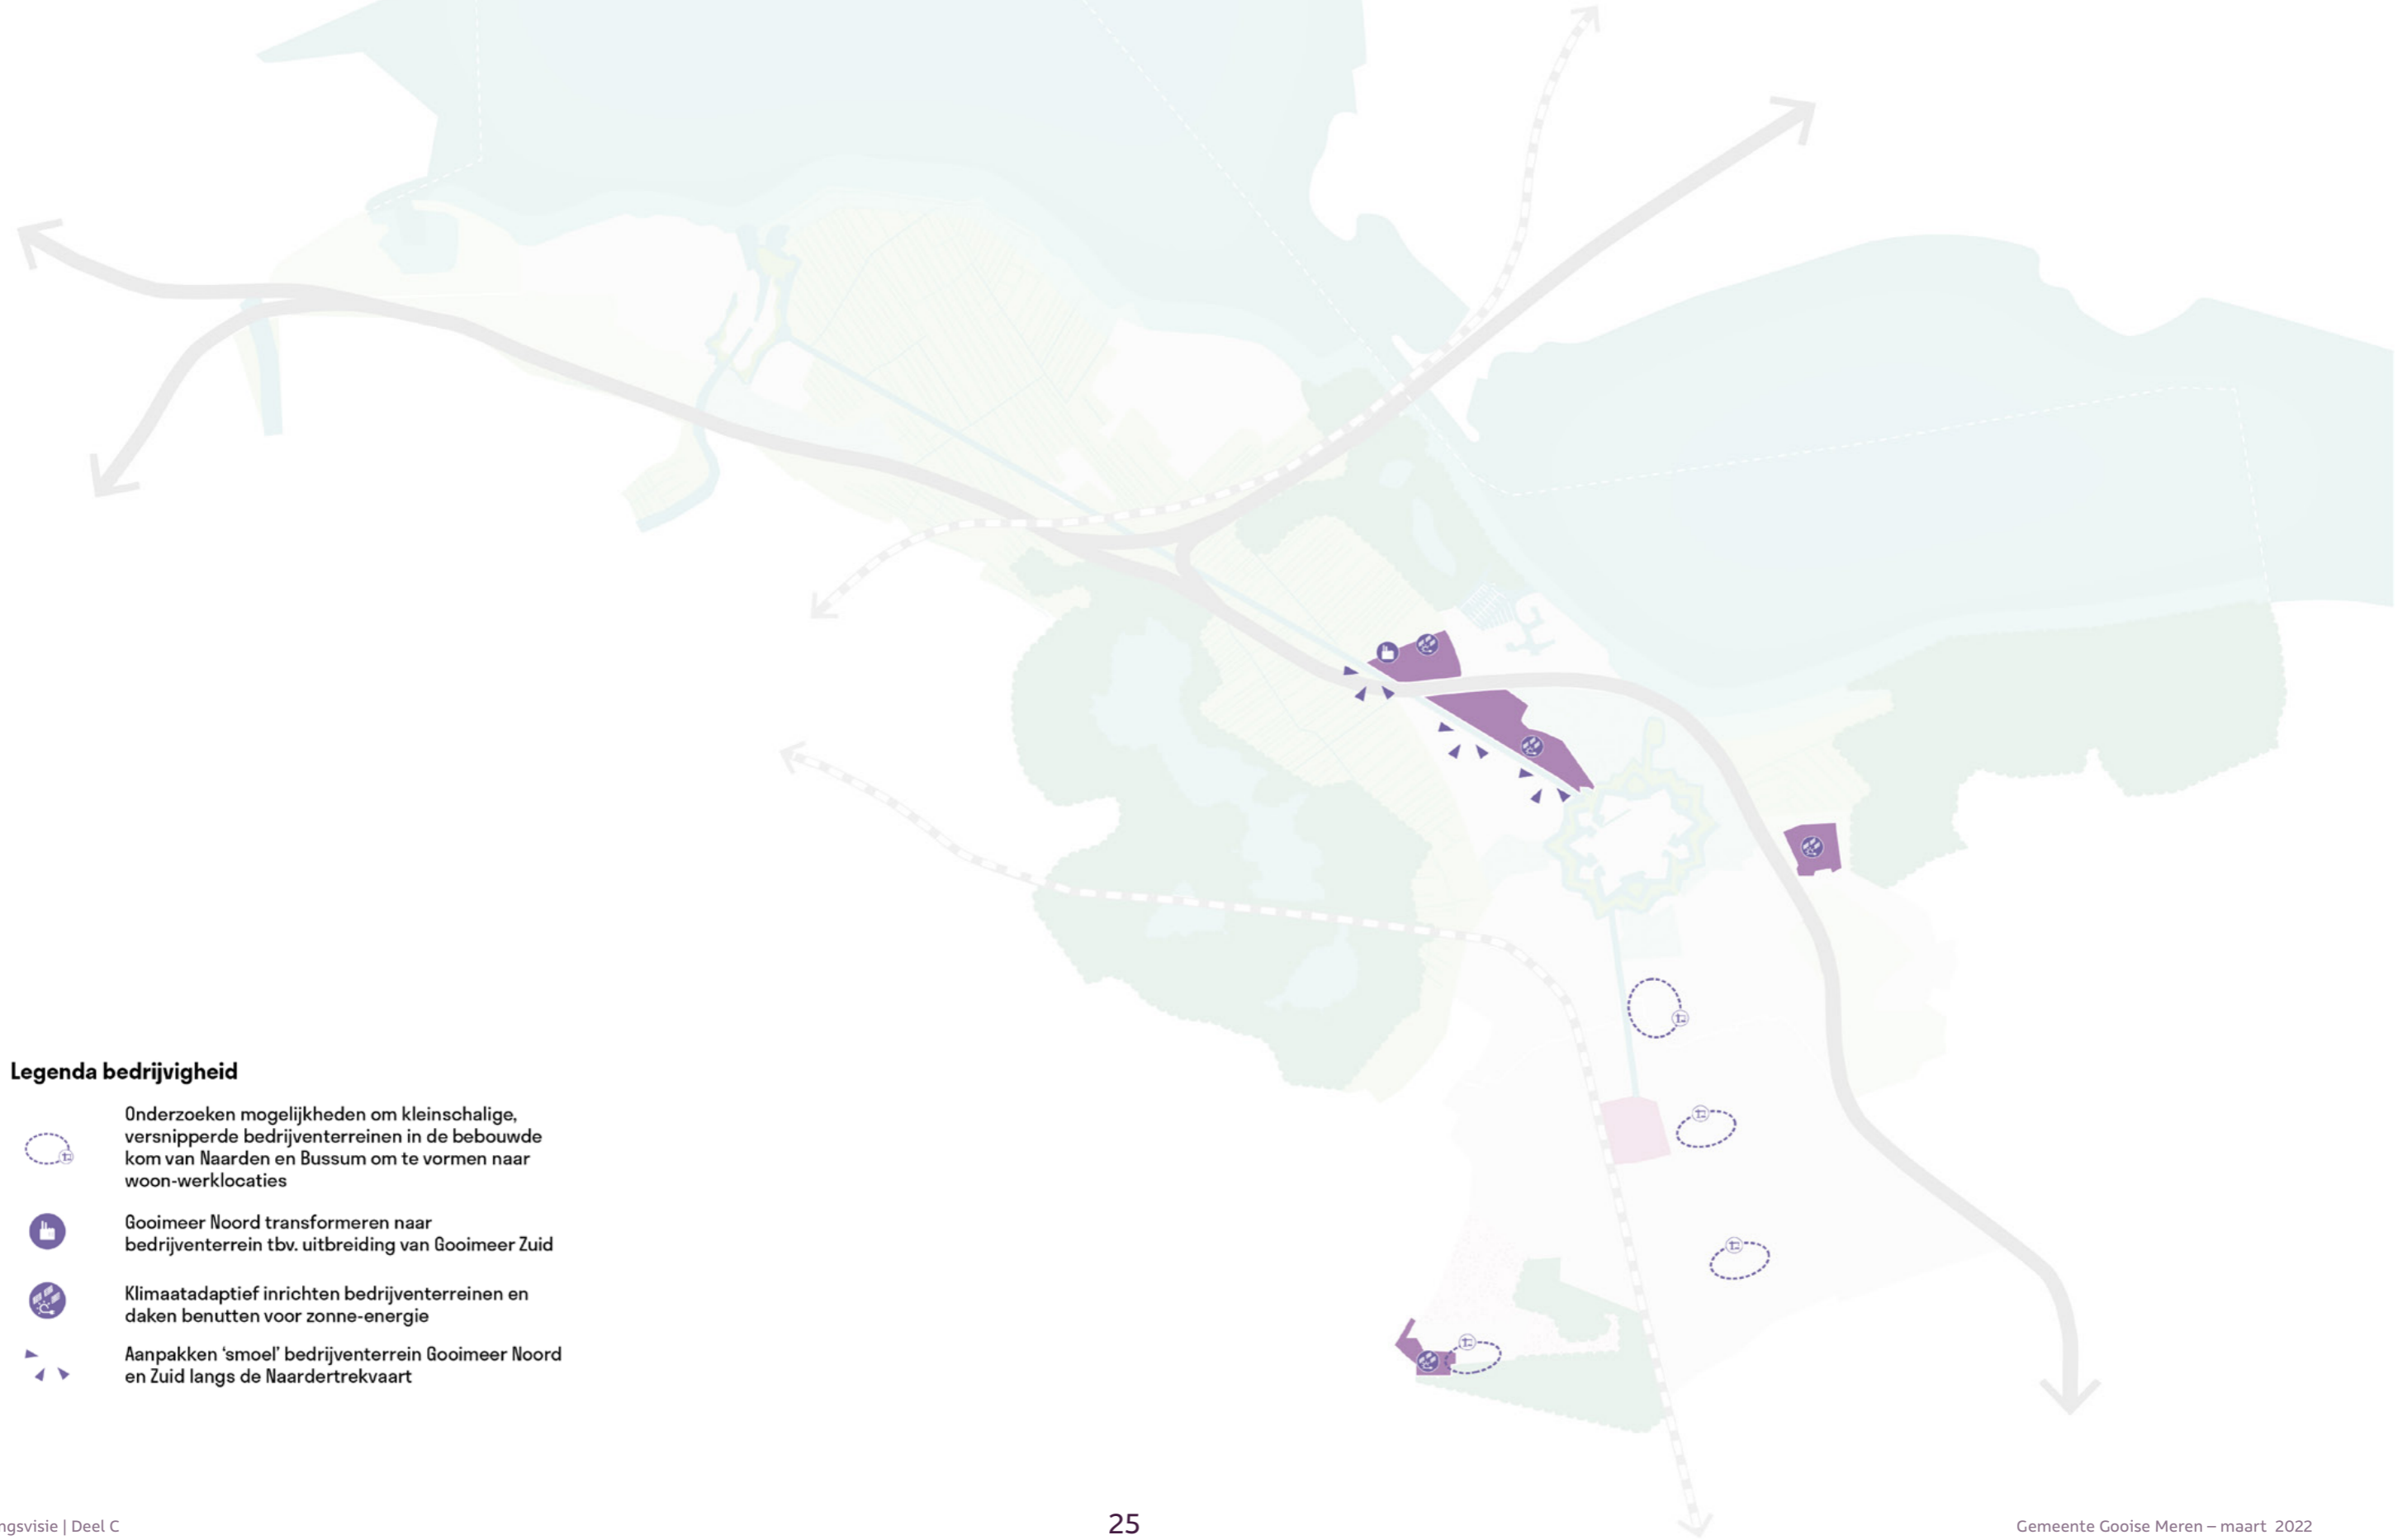 Legenda bedrijvigheid
Onderzoeken mogelijkheden om kleinschalige,
versnipperde bedrijventerreinen in de bebouwde
kom van Naarden en Bussum om te vormen naar
woon-werklocaties
Gooimeer Noord transformeren naar
bedrijventerrein tbv. uitbreiding van Gooimeer Zuid
Klimaatadaptief inrichten bedrijventerreinen en
daken benutten voor zonne-energie
Aanpakken ‘smoel’ bedrijventerrein Gooimeer Noord
en Zuid langs de Naardertrekvaart
ngsvisie | Deel C
25
Gemeente Gooise Meren – maart 2022